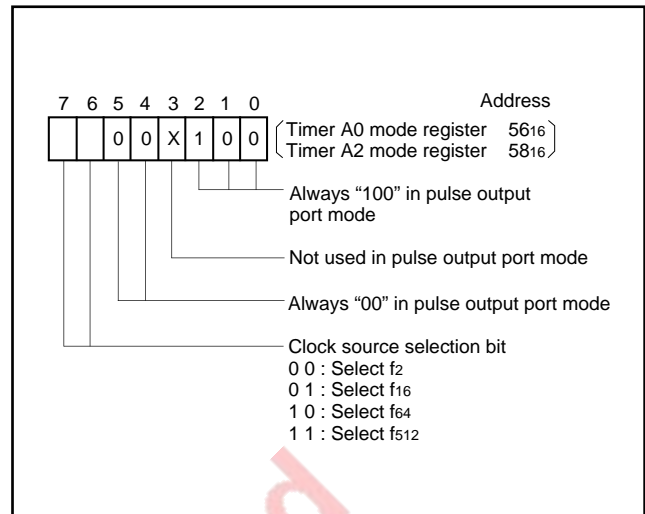 7 6 5 4 3 2 1 0 Address
0 0 X 1 0 0
Timer A0 mode register 5616
Timer A2 mode register 5816
Always “100” in pulse output
port mode
Not used in pulse output port mode
Always “00” in pulse output port mode
Clock source selection bit
0 0 : Select f2
0 1 : Select f16
1 0 : Select f64
1 1 : Select f512